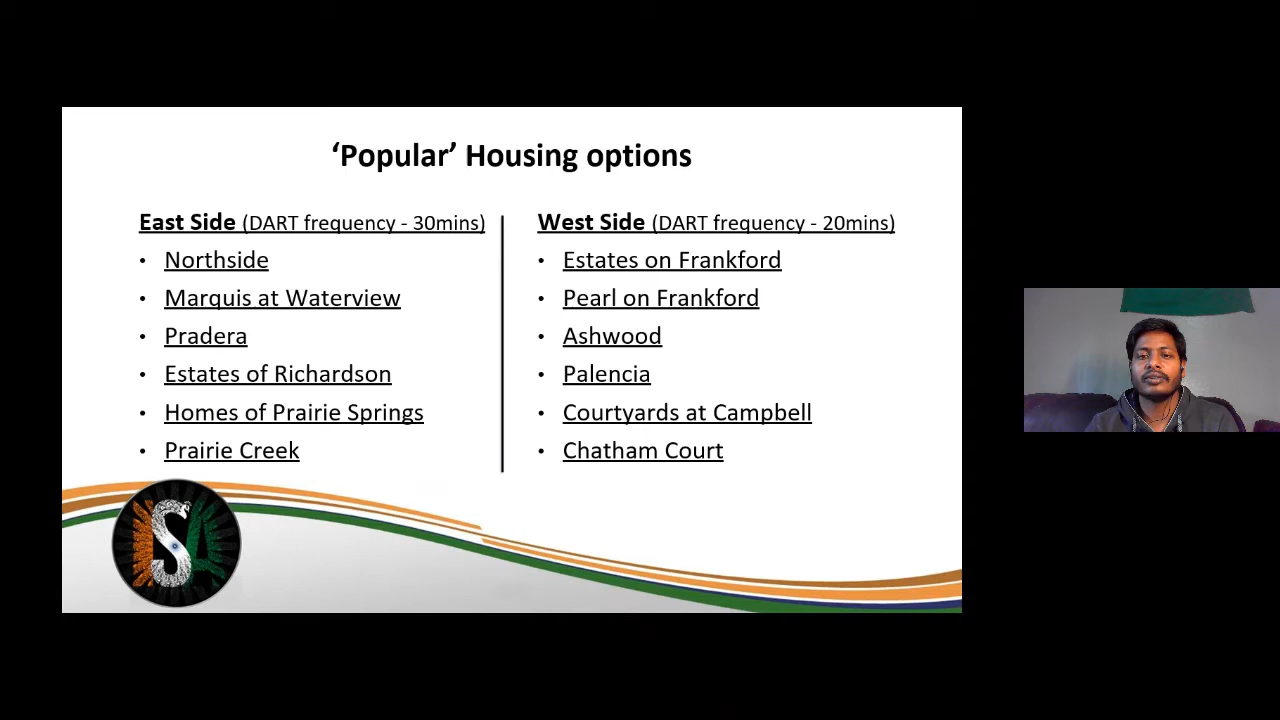 ‘Popular’ Housing options
East Side (DART frequency - 30mins)
• Northside
• Marquis at Waterview
• Pradera
• Estates of Richardson
• Homes of Prairie Springs
• Prairie Creek
West Side (DART frequency - 20mins)
• Estates on Frankford
• Pearl on Frankford
• Ashwood
• Palencia
• Courtyards at Campbell
• Chatham Court
ISA